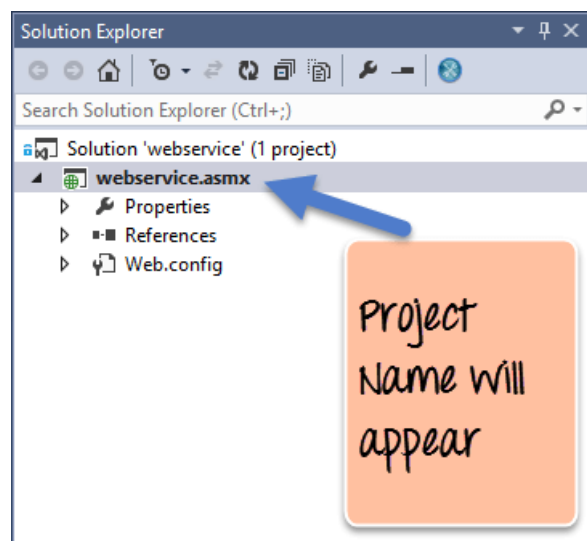 Solution Explorer
Search Solution Explorer (Ctrl+;)
Solution 'webservice' (1 project)
webservice.asmx
Properties
References
Web.config
Project
Name will
appear